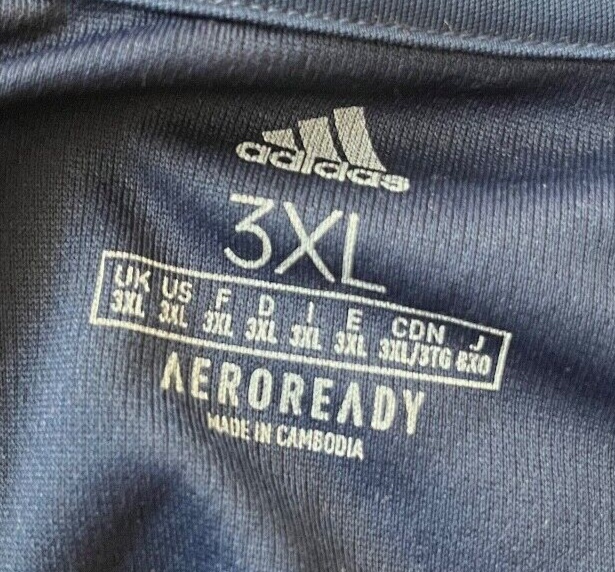 adidas
3XL
UK US F D I E CDN J
3XL 3XL 3XL 3XL 3XL 3XL 3XL/3TG 6XO
AEROREADY
MADE IN CAMBODIA